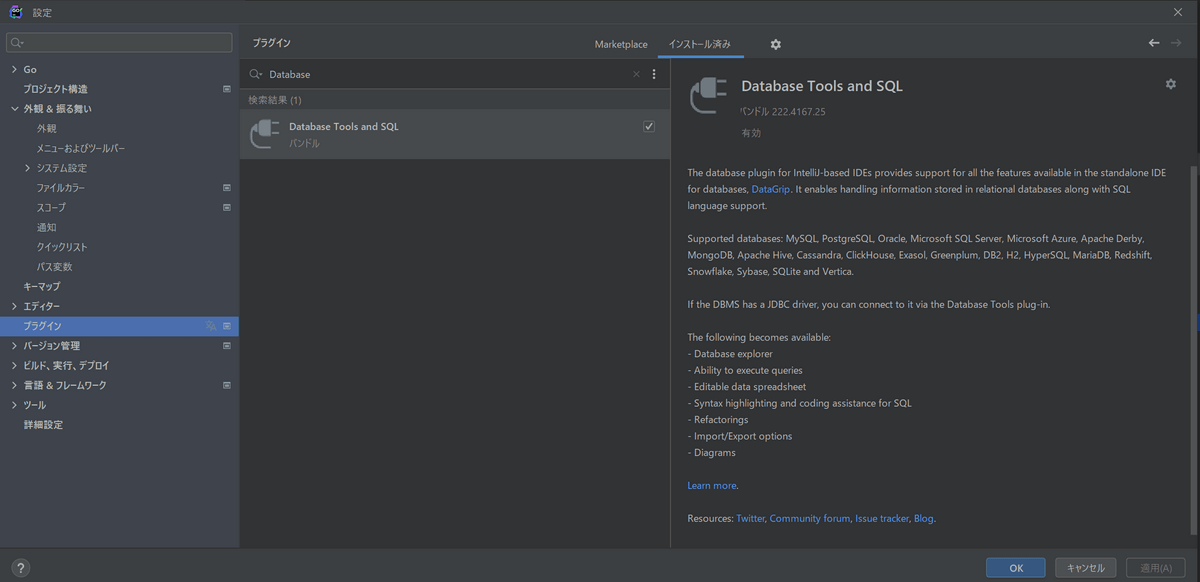 設定
Go
プロジェクト構造
外観 & 振る舞い
外観
メニューおよびツールバー
システム設定
ファイルカラー
スコープ
通知
クイックリスト
パス変数
キーマップ
エディター
プラグイン
バージョン管理
ビルド、実行、デプロイ
言語 & フレームワーク
ツール
詳細設定
プラグイン
Marketplace
インストール済み
Database
検索結果 (1)
Database Tools and SQL
バンドル
Database Tools and SQL
バンドル 222.4167.25
有効
The database plugin for IntelliJ-based IDEs provides support for all the features available in the standalone IDE
for databases, DataGrip. It enables handling information stored in relational databases along with SQL
language support.
Supported databases: MySQL, PostgreSQL, Oracle, Microsoft SQL Server, Microsoft Azure, Apache Derby,
MongoDB, Apache Hive, Cassandra, ClickHouse, Exasol, Greenplum, DB2, H2, HyperSQL, MariaDB, Redshift,
Snowflake, Sybase, SQLite and Vertica.
If the DBMS has a JDBC driver, you can connect to it via the Database Tools plug-in.
The following becomes available:
- Database explorer
- Ability to execute queries
- Editable data spreadsheet
- Syntax highlighting and coding assistance for SQL
- Refactorings
- Import/Export options
- Diagrams
Learn more.
Resources: Twitter, Community forum, Issue tracker, Blog.
?
OK
キャンセル
適用(A)